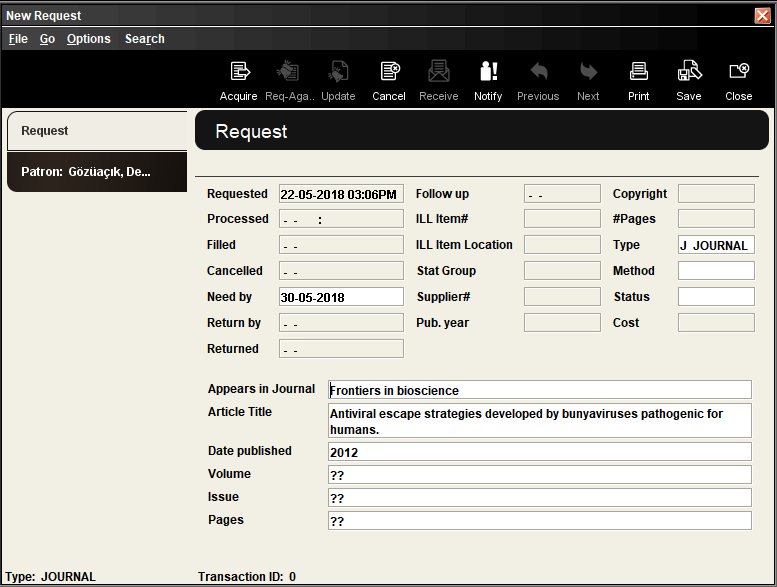 New Request
File Go Options Search
Acquire Req-Aga.. Update Cancel Receive Notify Previous Next Print Save Close
Request
Patron: Gözüaçık, De...
Request
Requested 22-05-2018 03:06PM Follow up - - Copyright
Processed - - : ILL Item# #Pages
Filled - - ILL Item Location Type J JOURNAL
Cancelled - - Stat Group Method
Need by 30-05-2018 Supplier# Status
Return by - - Pub. year Cost
Returned - -
Appears in Journal Frontiers in bioscience
Article Title Antiviral escape strategies developed by bunyaviruses pathogenic for
humans.
Date published 2012
Volume ??
Issue ??
Pages ??
Type: JOURNAL Transaction ID: 0